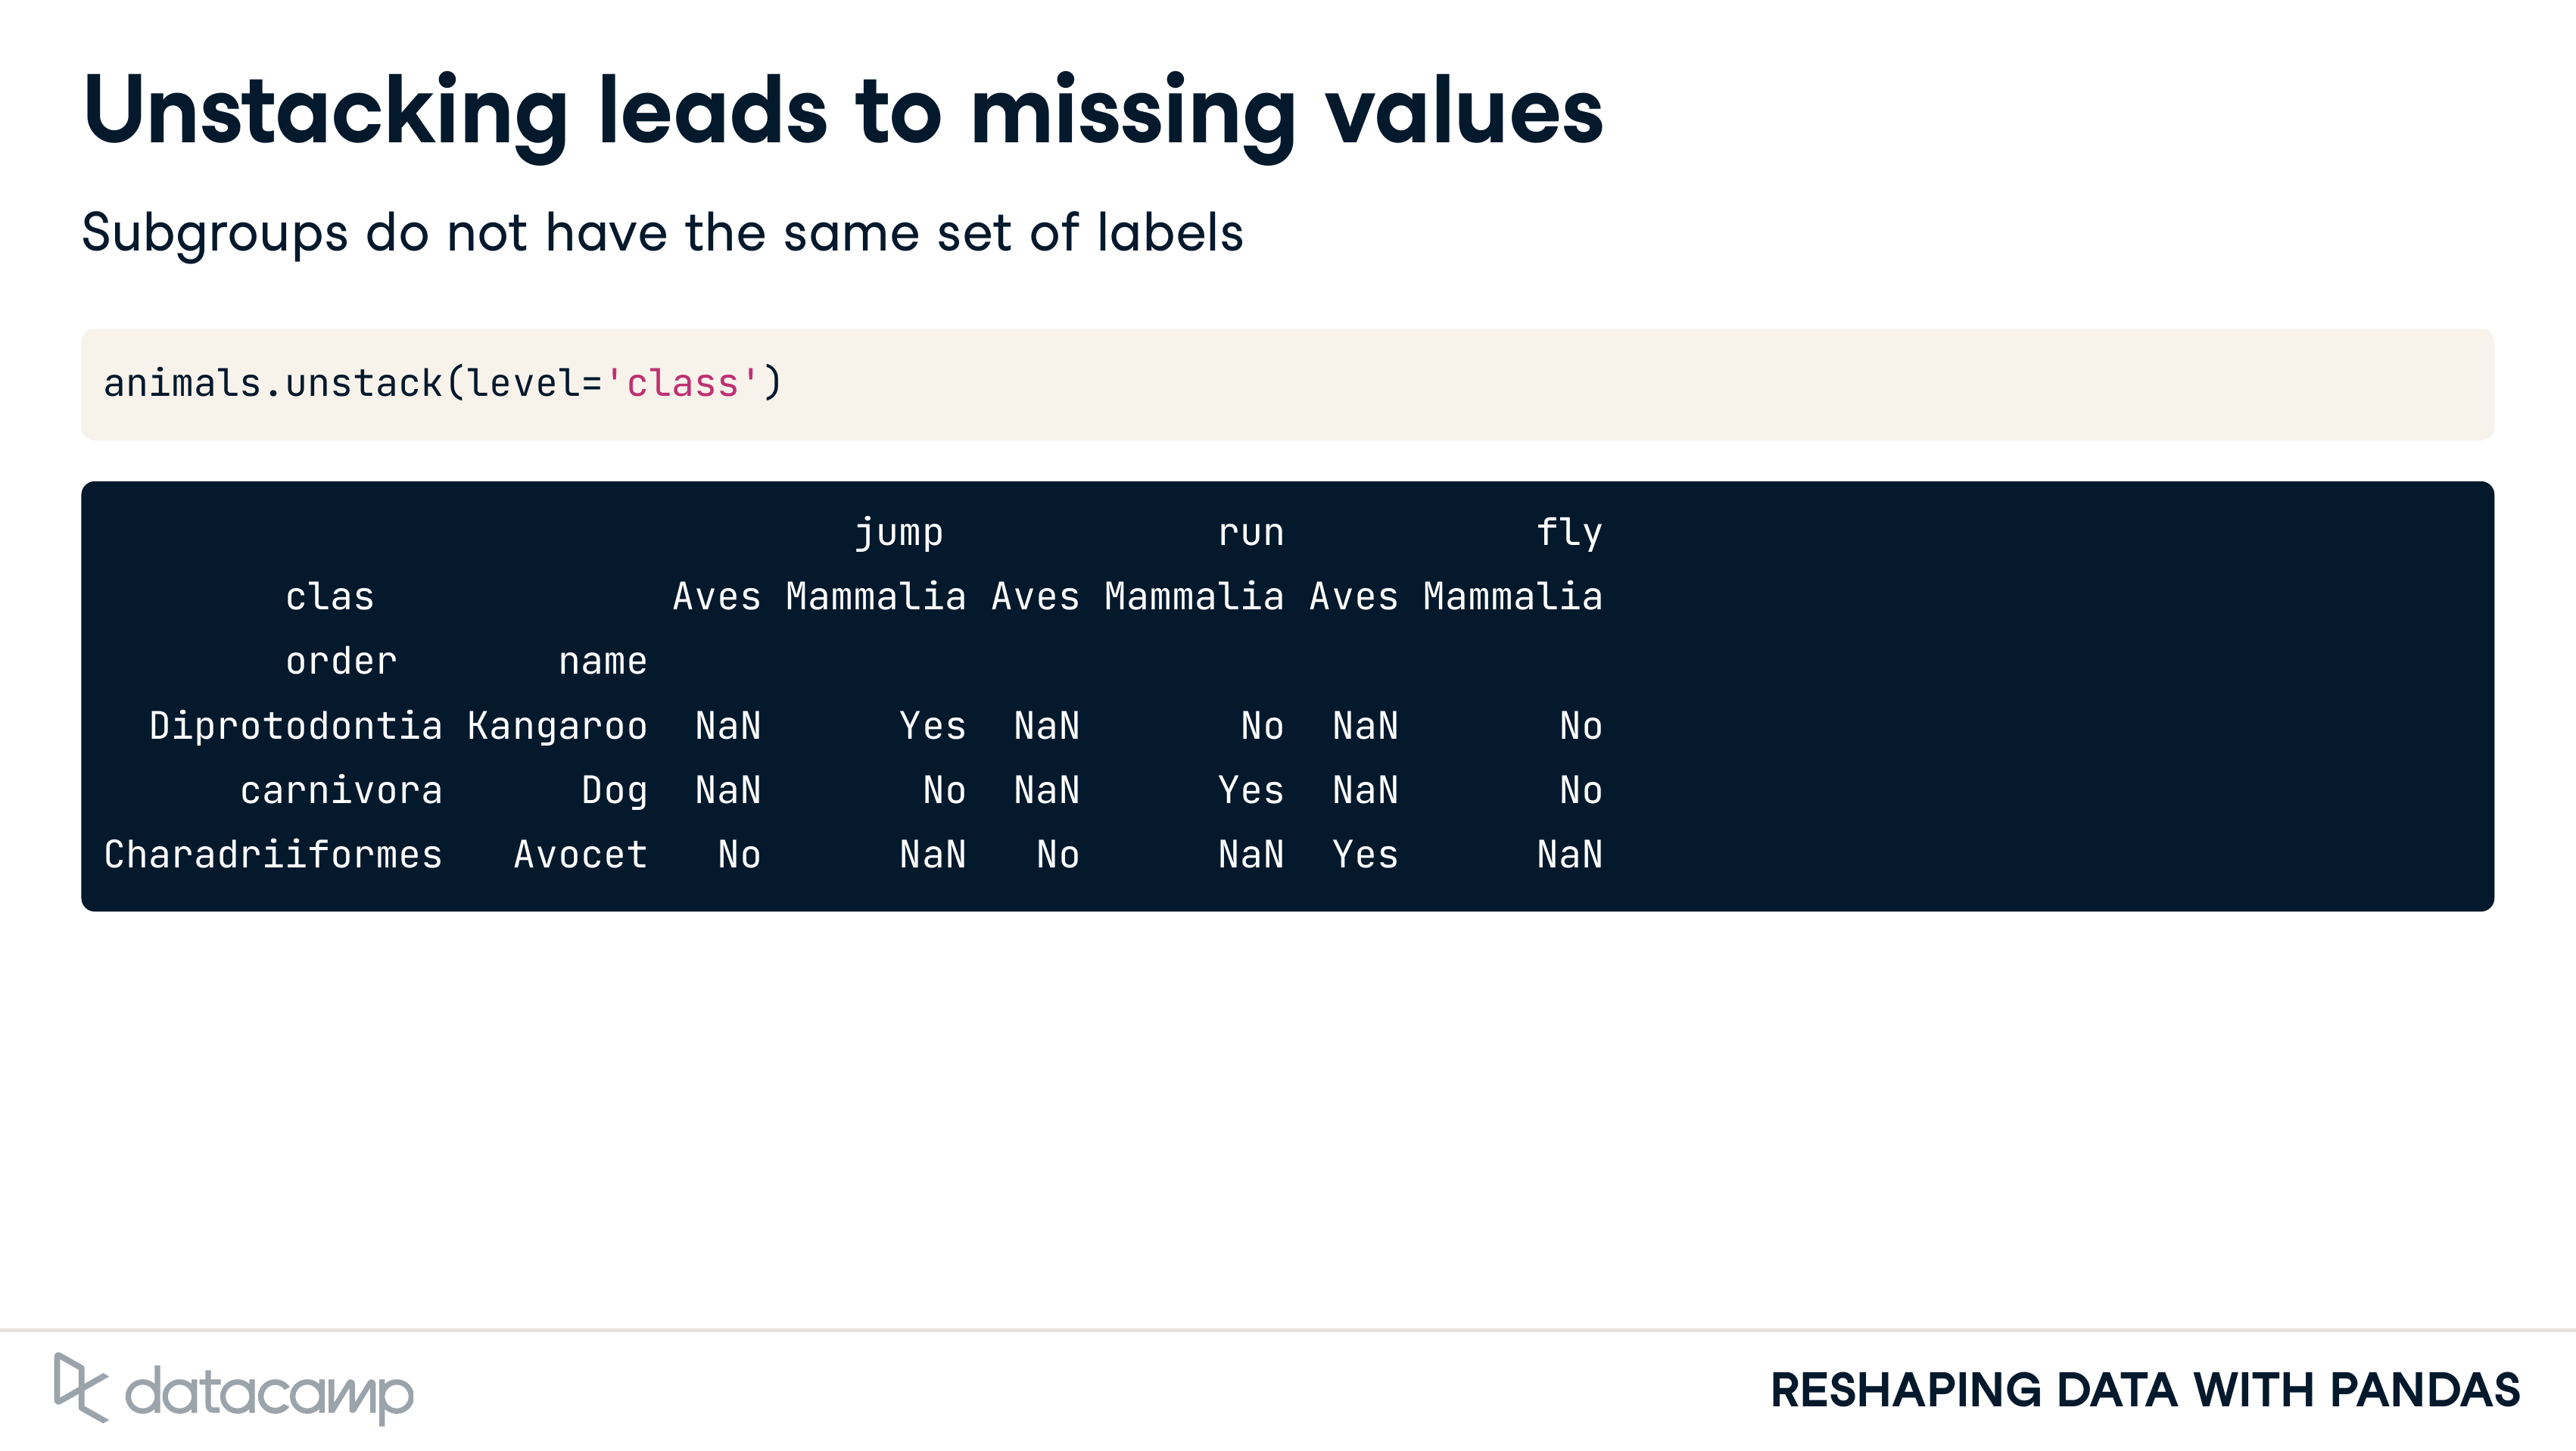 Unstacking leads to missing values
Subgroups do not have the same set of labels
animals.unstack(level='class')
jump run fly
clas Aves Mammalia Aves Mammalia Aves Mammalia
order name
Diprotodontia Kangaroo NaN Yes NaN No NaN No
carnivora Dog NaN No NaN Yes NaN No
Charadriiformes Avocet No NaN No NaN Yes NaN
datacamp
RESHAPING DATA WITH PANDAS